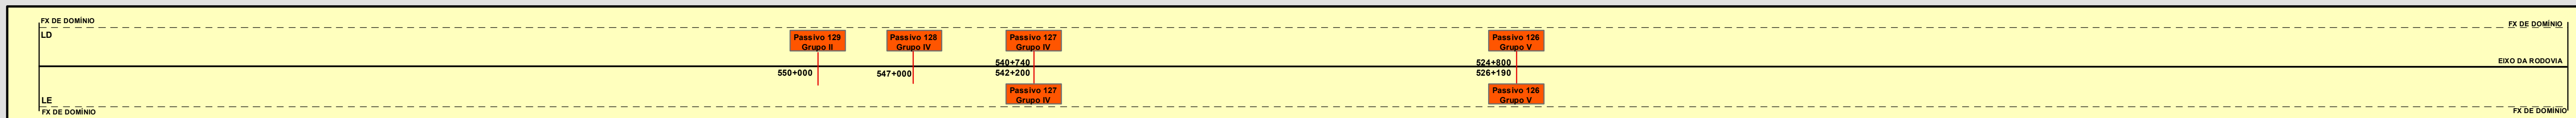 FX DE DOMÍNIO
FX DE DOMÍNIO
LD
Passivo 129
Grupo II
Passivo 128
Grupo IV
Passivo 127
Grupo IV
Passivo 126
Grupo V
540+740
524+800
EIXO DA RODOVIA
550+000
547+000
542+200
526+190
Passivo 127
Grupo IV
Passivo 126
Grupo V
LE
FX DE DOMÍNIO
FX DE DOMÍNIO